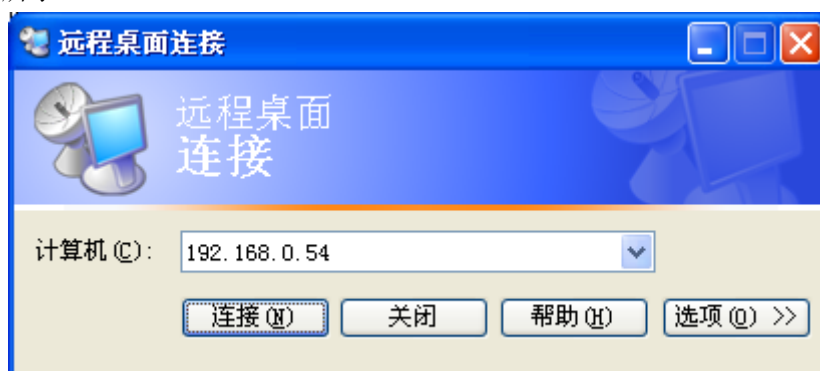 远程桌面连接
远程桌面
连接
计算机(C):
192.168.0.54
连接(N) 关闭 帮助(H) 选项(O) >>